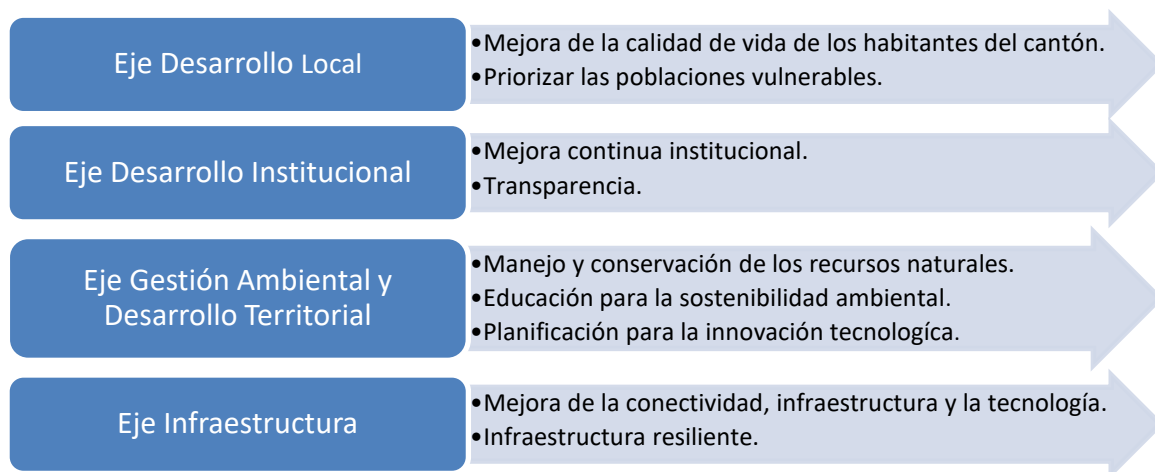 Eje Desarrollo Local
•Mejora de la calidad de vida de los habitantes del cantón.
•Priorizar las poblaciones vulnerables.
Eje Desarrollo Institucional
•Mejora continua institucional.
•Transparencia.
Eje Gestión Ambiental y
Desarrollo Territorial
•Manejo y conservación de los recursos naturales.
•Educación para la sostenibilidad ambiental.
•Planificación para la innovación tecnologíca.
Eje Infraestructura
•Mejora de la conectividad, infraestructura y la tecnología.
•Infraestructura resiliente.